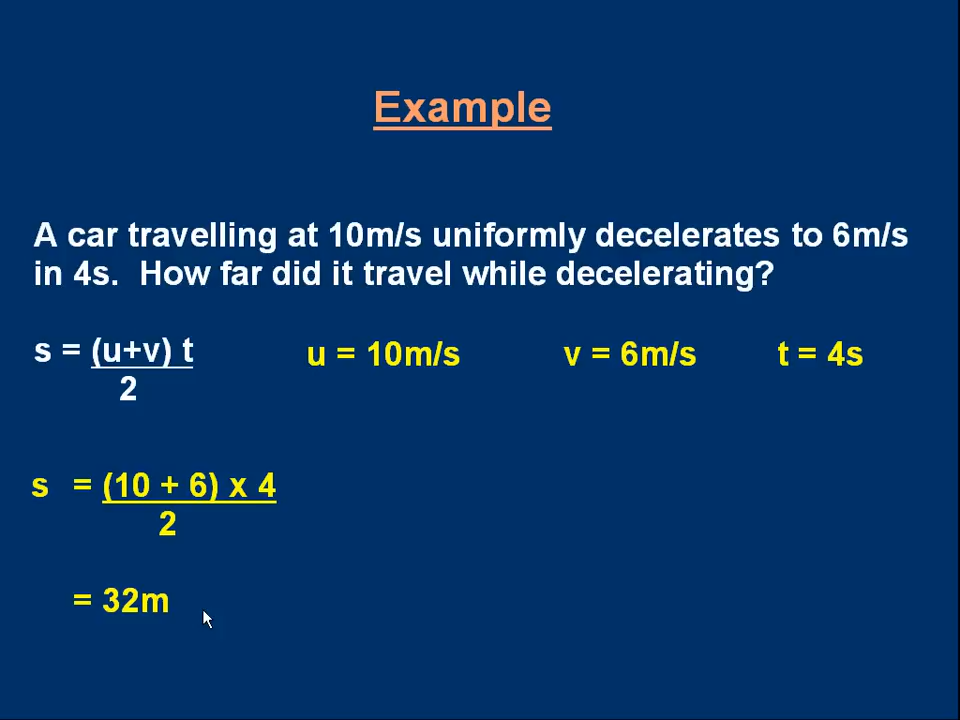 Example
A car travelling at 10m/s uniformly decelerates to 6m/s
in 4s.  How far did it travel while decelerating?
s = (u+v) t
2
u = 10m/s
v = 6m/s
t = 4s
s = (10 + 6) x 4
2
= 32m